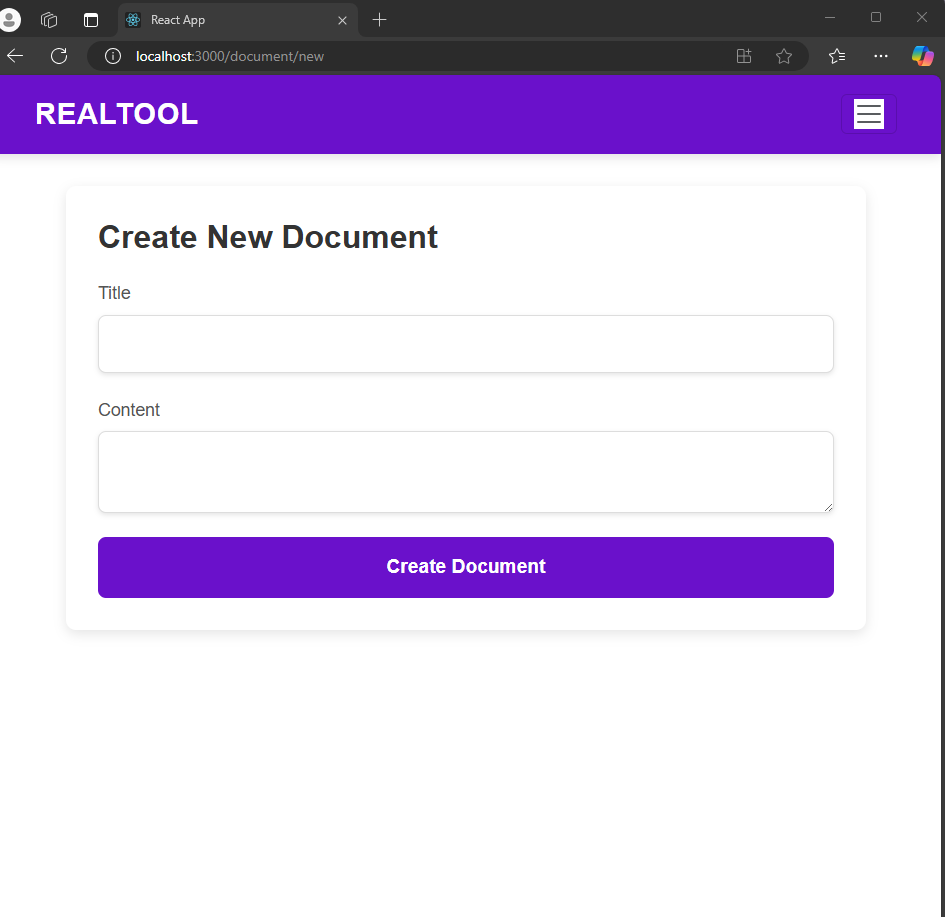 React App
localhost:3000/document/new
REALTOOL
Create New Document
Title
Content
Create Document